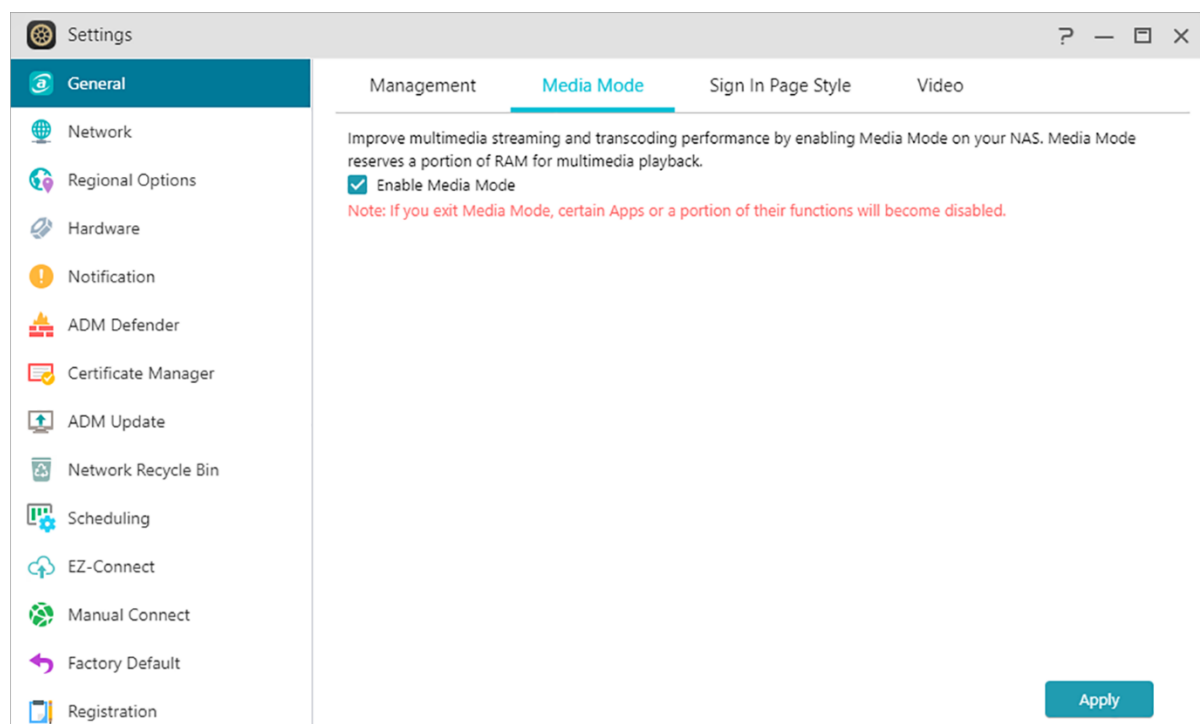 Settings
General
Network
Regional Options
Hardware
Notification
ADM Defender
Certificate Manager
ADM Update
Network Recycle Bin
Scheduling
EZ-Connect
Manual Connect
Factory Default
Registration
Management
Media Mode
Sign In Page Style
Video
Improve multimedia streaming and transcoding performance by enabling Media Mode on your NAS. Media Mode
reserves a portion of RAM for multimedia playback.
Enable Media Mode
Note: If you exit Media Mode, certain Apps or a portion of their functions will become disabled.
Apply